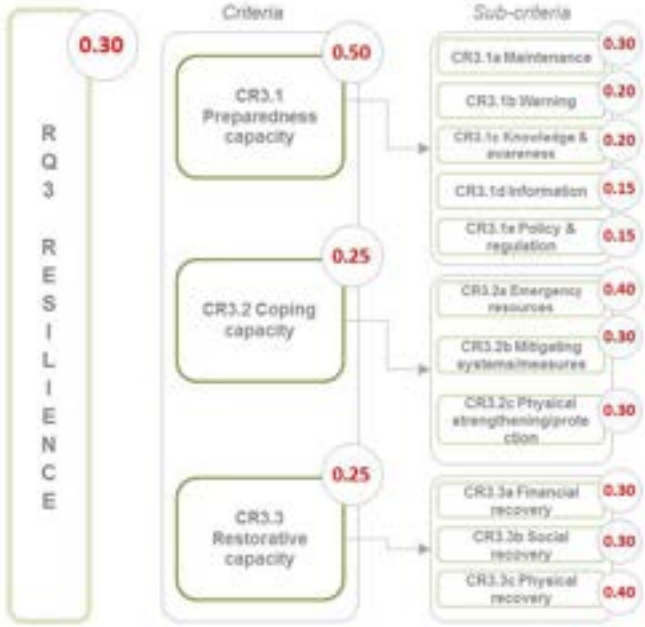 Criteria
Sub-criteria
0.30
RQ3 RESILIENCE
0.50
CR3.1
Preparedness
capacity
0.30
CR3.1a Maintenance
0.20
CR3.1b Warning
0.20
CR3.1c Knowledge &
awareness
0.15
CR3.1d Information
0.15
CR3.1e Policy &
regulation
0.25
CR3.2 Coping
capacity
0.40
CR3.2a Emergency
resources
0.30
CR3.2b Mitigating
systems/measures
0.30
CR3.2c Physical
strengthening/prote
ction
0.25
CR3.3
Restorative
capacity
0.30
CR3.3a Financial
recovery
0.30
CR3.3b Social
recovery
0.40
CR3.3c Physical
recovery